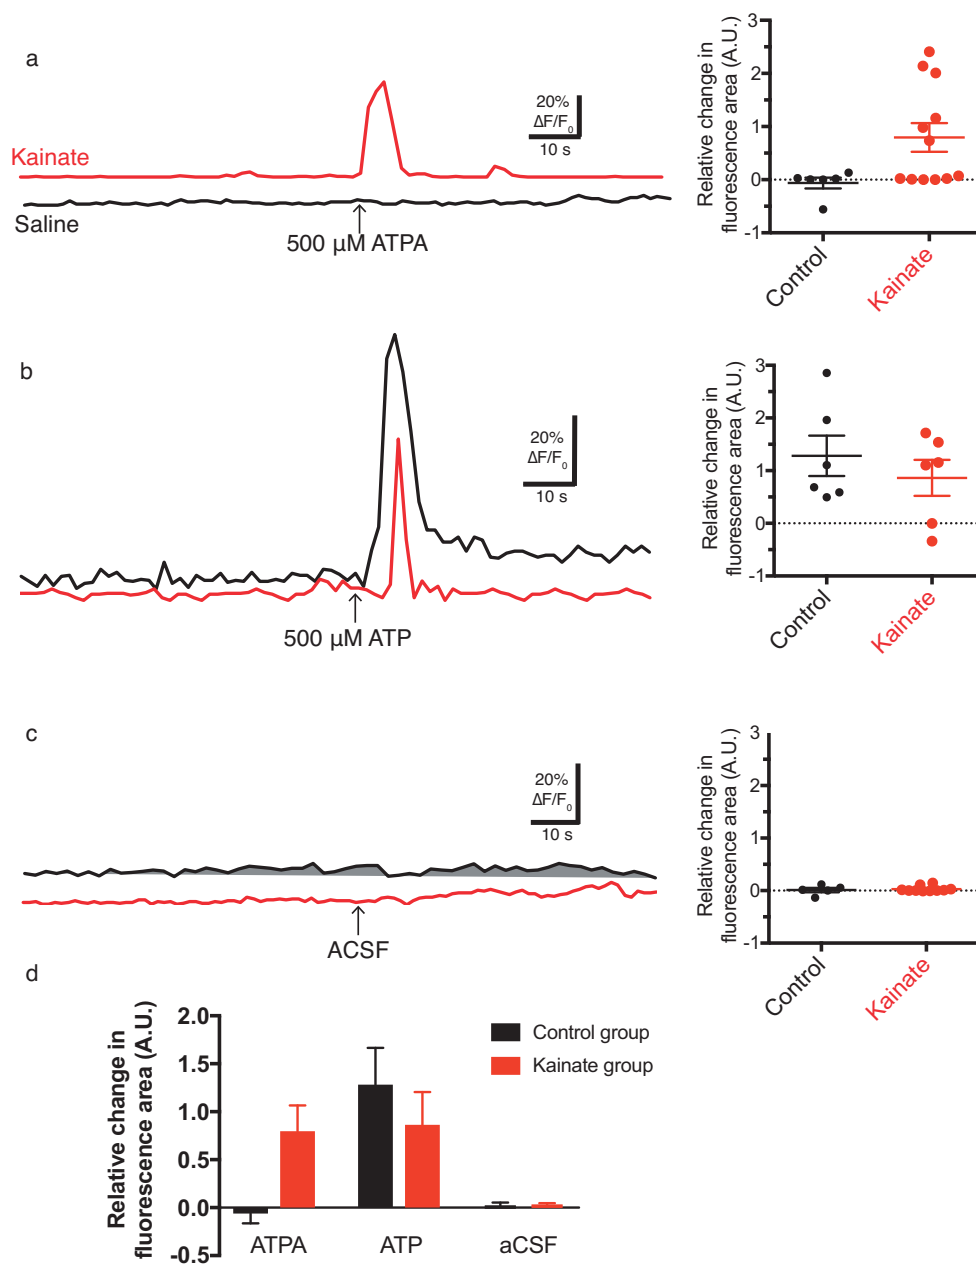 a
20%
ΔF/F0
10 s
Kainate
Saline
500 µM ATPA
Relative change in
fluorescence area (A.U.)
3
2
1
0
-1
Control
Kainate
b
20%
ΔF/F0
10 s
500 µM ATP
Relative change in
fluorescence area (A.U.)
3
2
1
0
-1
Control
Kainate
c
20%
ΔF/F0
10 s
ACSF
Relative change in
fluorescence area (A.U.)
3
2
1
0
-1
Control
Kainate
d
Relative change in
fluorescence area (A.U.)
2.0
1.5
1.0
0.5
0.0
-0.5
Control group
Kainate group
ATPA
ATP
aCSF